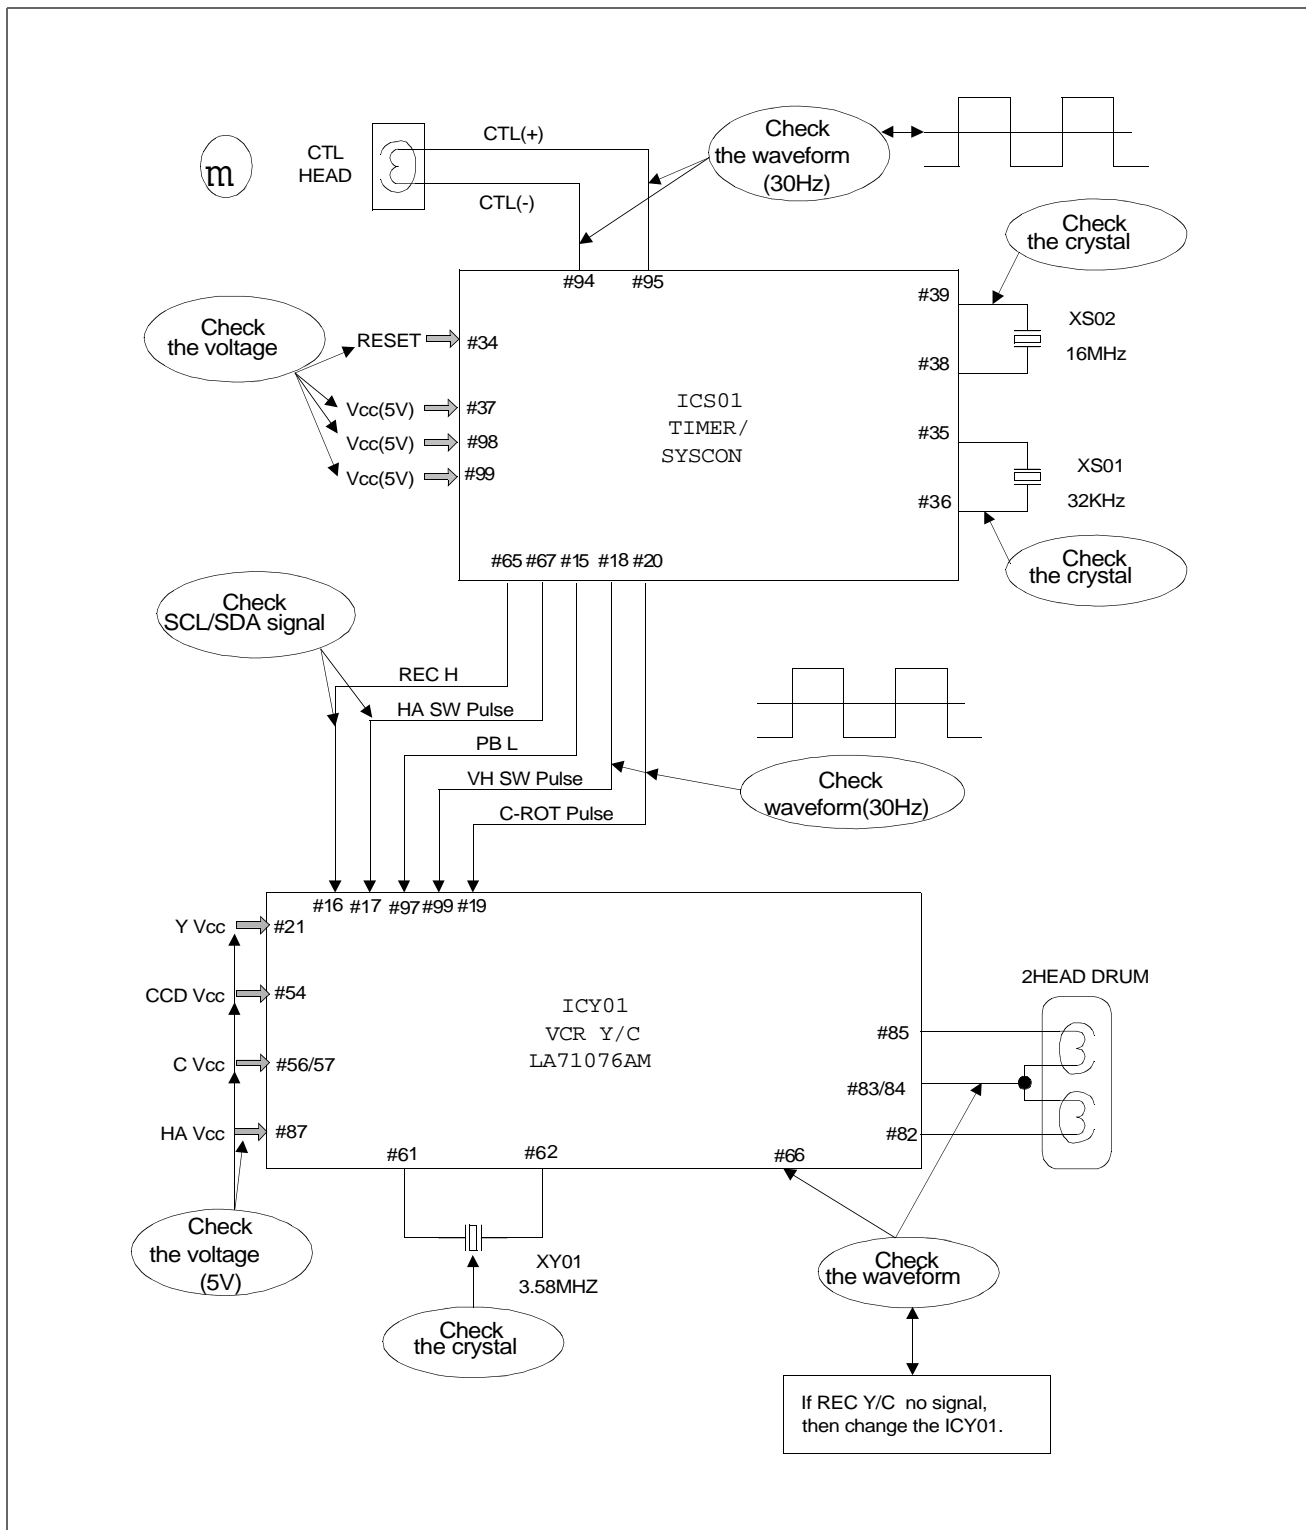 m
CTL
HEAD
CTL(+)
CTL(-)
Check
the waveform
(30Hz)
Check
the crystal
#94
#95
#39
#38
XS02
16MHz
Check
the voltage
RESET
#34
Vcc(5V)
#37
Vcc(5V)
#98
Vcc(5V)
#99
ICS01
TIMER/
SYSCON
#35
#36
XS01
32KHz
Check
the crystal
#65
#67
#15
#18
#20
Check
SCL/SDA signal
REC H
HA SW Pulse
PB L
VH SW Pulse
C-ROT Pulse
Check
waveform(30Hz)
#16
#17
#97
#99
#19
Y Vcc
#21
CCD Vcc
#54
C Vcc
#56/57
HA Vcc
#87
ICY01
VCR Y/C
LA71076AM
2HEAD DRUM
#85
#83/84
#82
#61
#62
#66
Check
the voltage
(5V)
XY01
3.58MHZ
Check
the crystal
Check
the waveform
If REC Y/C no signal,
then change the ICY01.